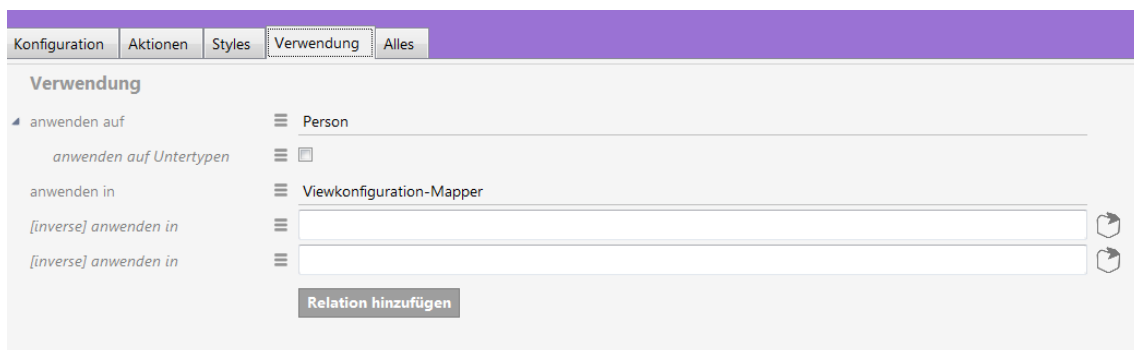 Konfiguration Aktionen Styles Verwendung Alles
Verwendung
anwenden auf Person
anwenden auf Untertypen
anwenden in Viewkonfiguration-Mapper
[inverse] anwenden in
[inverse] anwenden in
Relation hinzufügen